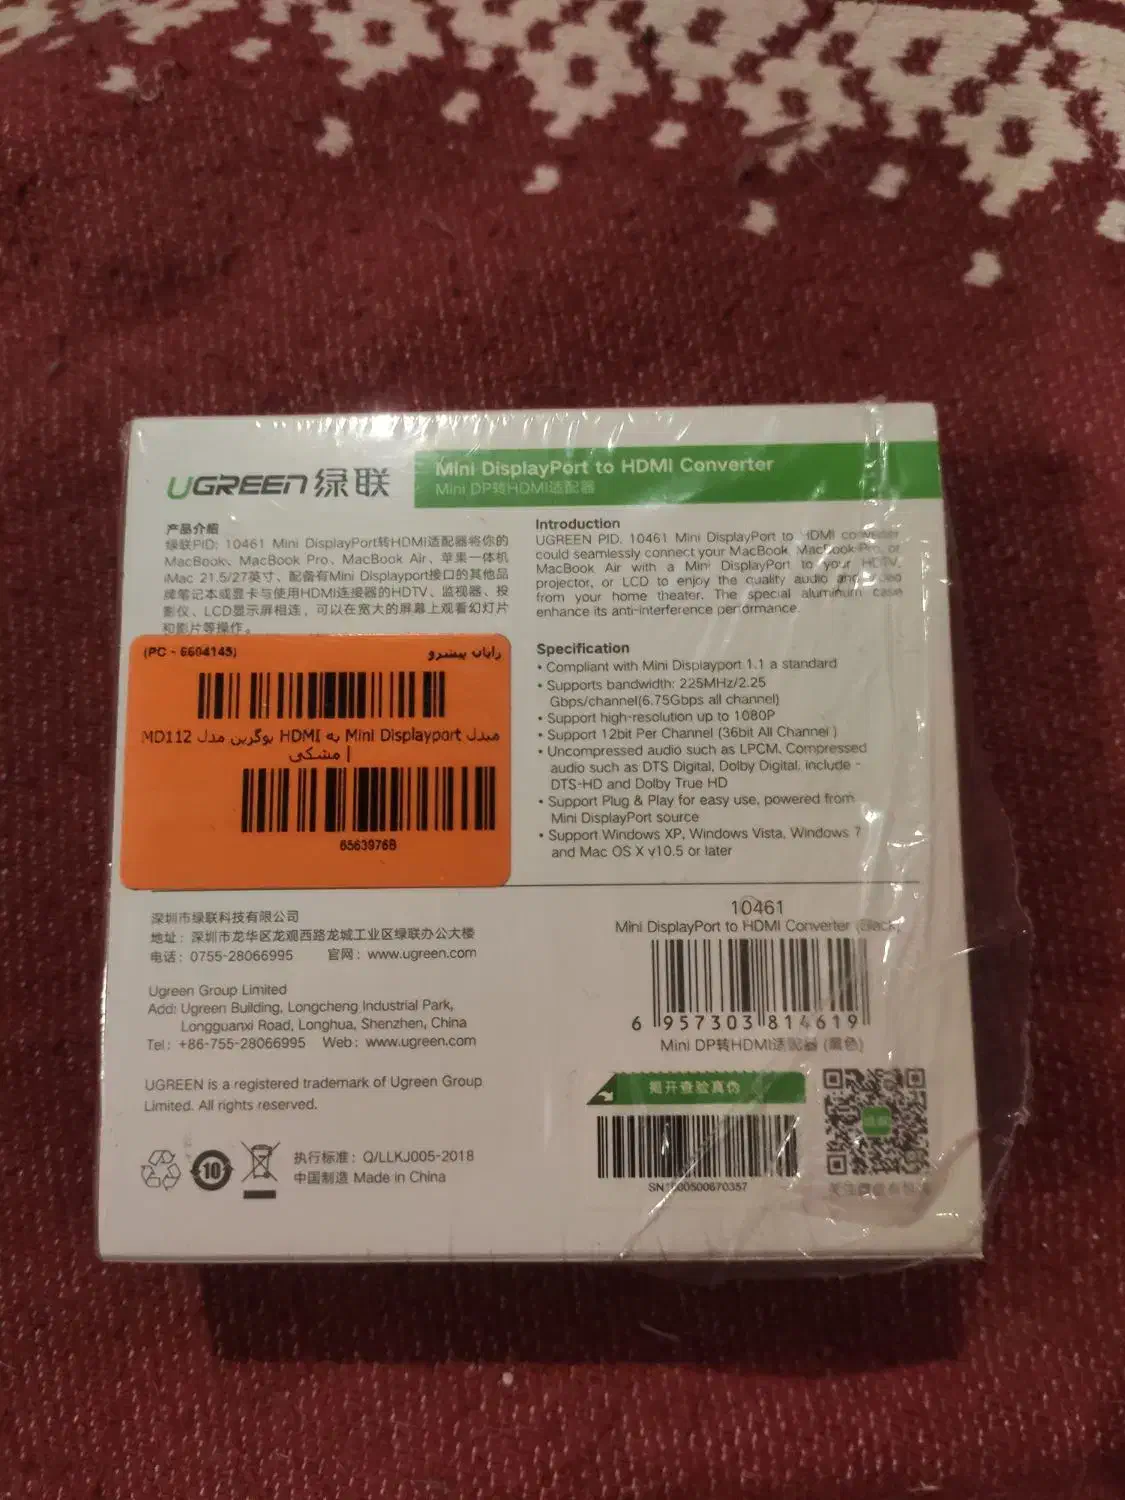 UGREEN 绿联
Mini DisplayPort to HDMI Converter
Mini DP转HDMI适配器
产品介绍
绿联PID: 10461 Mini DisplayPort转HDMI适配器将你的
MacBook、MacBook Pro、MacBook Air、苹果一体机
iMac 21.5/27英寸、配备有Mini Displayport接口的其他品
牌笔记本或显卡与使用HDMI连接器的HDTV、监视器、投
影仪、LCD显示屏相连，可以在宽大的屏幕上观看幻灯片
和影片等操作。
Introduction
UGREEN PID. 10461 Mini DisplayPort to HDMI converter
could seamlessly connect your MacBook, MacBook Pro, or
MacBook Air with a Mini DisplayPort to your HDTV,
projector, or LCD to enjoy the quality audio and video
from your home theater. The special aluminum case
enhance its anti-interference performance.
Specification
• Compliant with Mini Displayport 1.1 a standard
• Supports bandwidth: 225MHz/2.25
Gbps/channel(6.75Gbps all channel)
• Support high-resolution up to 1080P
• Support 12bit Per Channel (36bit All Channel )
• Uncompressed audio such as LPCM, Compressed
audio such as DTS Digital, Dolby Digital, include -
DTS-HD and Dolby True HD
• Support Plug & Play for easy use, powered from
Mini DisplayPort source
• Support Windows XP, Windows Vista, Windows 7
and Mac OS X v10.5 or later
رایان پیشرو (PC - 6604145)
مبدل Mini Displayport به HDMI یوگرین مدل MD112
| مشکی
65639768
深圳市绿联科技有限公司
地址：深圳市龙华区龙观西路龙城工业区绿联办公大楼
电话：0755-28066995 官网：www.ugreen.com
Ugreen Group Limited
Add: Ugreen Building, Longcheng Industrial Park,
Longguanxi Road, Longhua, Shenzhen, China
Tel: +86-755-28066995 Web: www.ugreen.com
UGREEN is a registered trademark of Ugreen Group
Limited. All rights reserved.
10
执行标准：Q/LLKJ005-2018
中国制造 Made in China
10461
Mini DisplayPort to HDMI Converter (Black)
6 957303 814619
Mini DP转HDMI适配器 (黑色)
揭开查验真伪